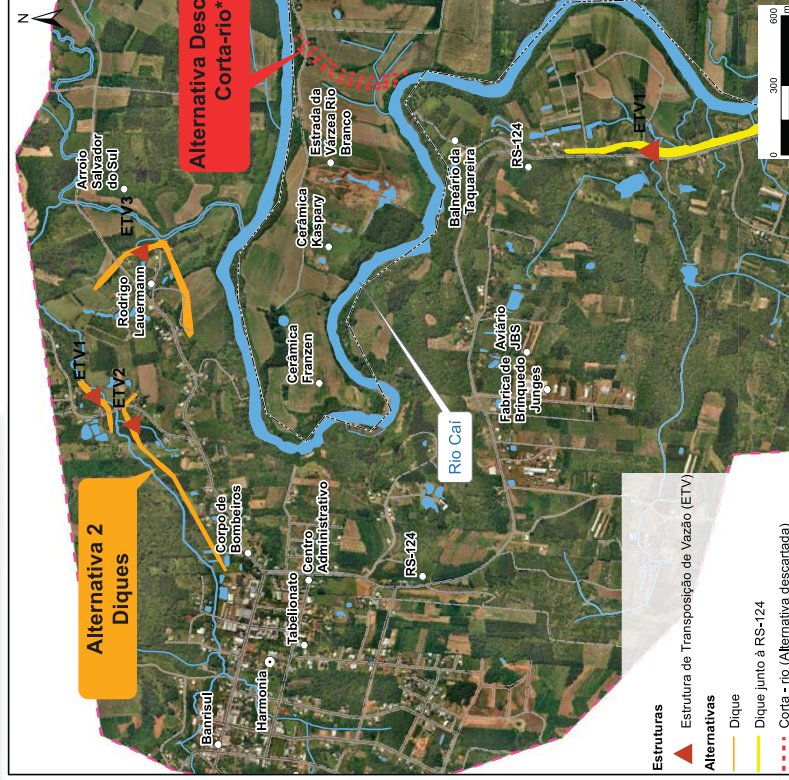 N
Alternativa Desc
Corta-rio*
Arroio
Salvador
do Sul
ETV3
Rodrigo
Lauermann
ETV1
ETV2
Alternativa 2
Diques
Corpo de
Bombeiros
Centro
Administrativo
Tabelionato
Harmonia
Banrisul
RS-124
Rio Caí
Cerâmica
Franzen
Cerâmica
Kaspary
Estrada da
Várzea Rio
Branco
Balneário da
Taquareira
RS-124
ETV1
Aviário
JBS
Fabrica de
Brinquedo
Junges
Estruturas
Estrutura de Transposição de Vazão (ETV)
Alternativas
Dique
Dique junto à RS-124
Corta - rio (Alternativa descartada)
0 300 600
m